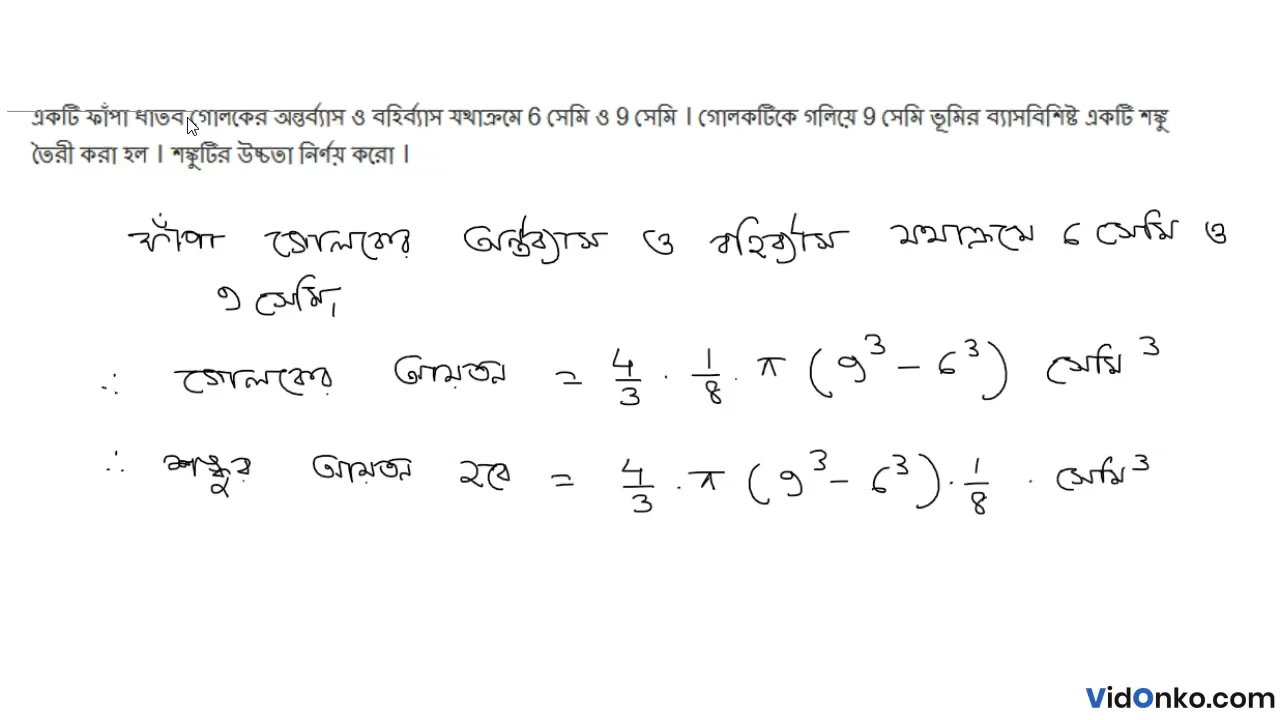 একটি ফাঁপা ধাতব গোলকের অন্তর্ব্যাস ও বহির্ব্যাস যথাক্রমে 6 সেমি ও 9 সেমি । গোলকটিকে গলিয়ে 9 সেমি ভূমির ব্যাসবিশিষ্ট একটি শঙ্কু
তৈরী করা হল । শঙ্কুটির উচ্চতা নির্ণয় করো ।
ফাঁপা গোলকের অন্তর্ব্যাস ও বহির্ব্যাস যথাক্রমে 6 সেমি ও
9 সেমি,
∴ গোলকের আয়তন = 4/3 . 1/8 . π (9³ − 6³) সেমি³
∴ শঙ্কুর আয়তন হবে = 4/3 . π (9³ − 6³) . 1/8 . সেমি³
VidOnko.com